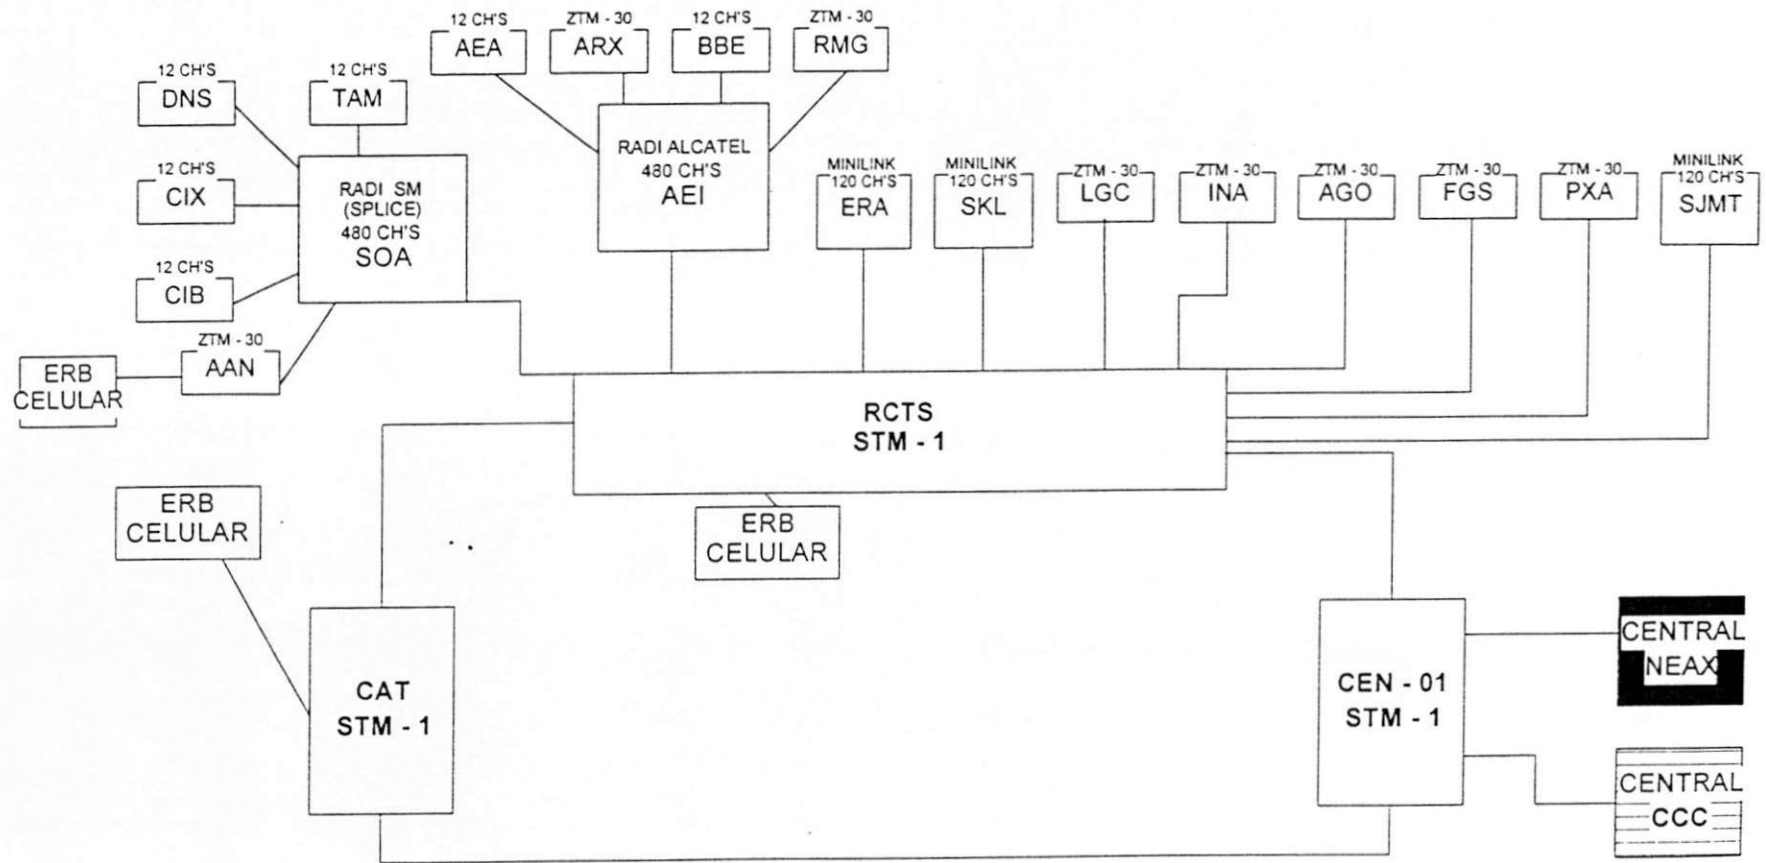 12 CH'S
AEA
ZTM - 30
ARX
12 CH'S
BBE
ZTM - 30
RMG
12 CH'S
DNS
12 CH'S
TAM
RADI ALCATEL
480 CH'S
AEI
12 CH'S
CIX
RADI SM
(SPLICE)
480 CH'S
SOA
MINILINK
120 CH'S
ERA
MINILINK
120 CH'S
SKL
ZTM - 30
LGC
ZTM - 30
INA
ZTM - 30
AGO
ZTM - 30
FGS
ZTM - 30
PXA
MINILINK
120 CH'S
SJMT
12 CH'S
CIB
ZTM - 30
AAN
ERB
CELULAR
RCTS
STM - 1
ERB
CELULAR
ERB
CELULAR
CAT
STM - 1
CEN - 01
STM - 1
CENTRAL
NEAX
CENTRAL
CCC